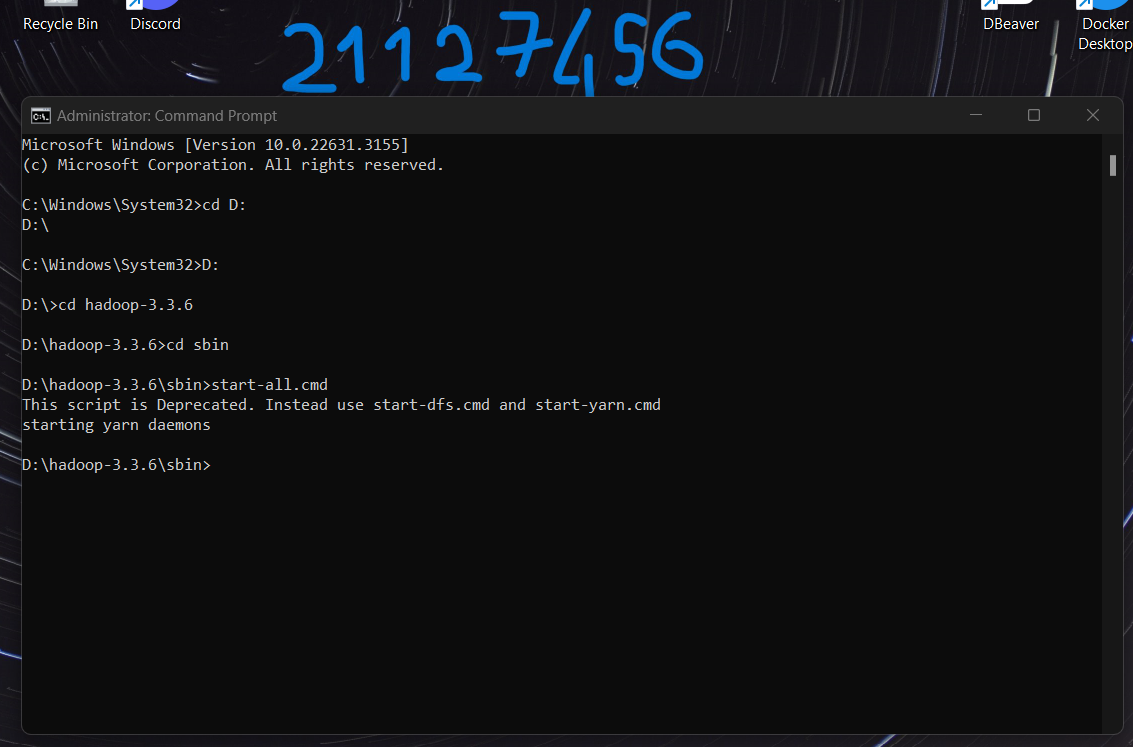 Recycle Bin
Discord
21127456
DBeaver
Docker
Desktop
Administrator: Command Prompt
Microsoft Windows [Version 10.0.22631.3155]
(c) Microsoft Corporation. All rights reserved.
C:\Windows\System32>cd D:
D:\
C:\Windows\System32>D:
D:\>cd hadoop-3.3.6
D:\hadoop-3.3.6>cd sbin
D:\hadoop-3.3.6\sbin>start-all.cmd
This script is Deprecated. Instead use start-dfs.cmd and start-yarn.cmd
starting yarn daemons
D:\hadoop-3.3.6\sbin>